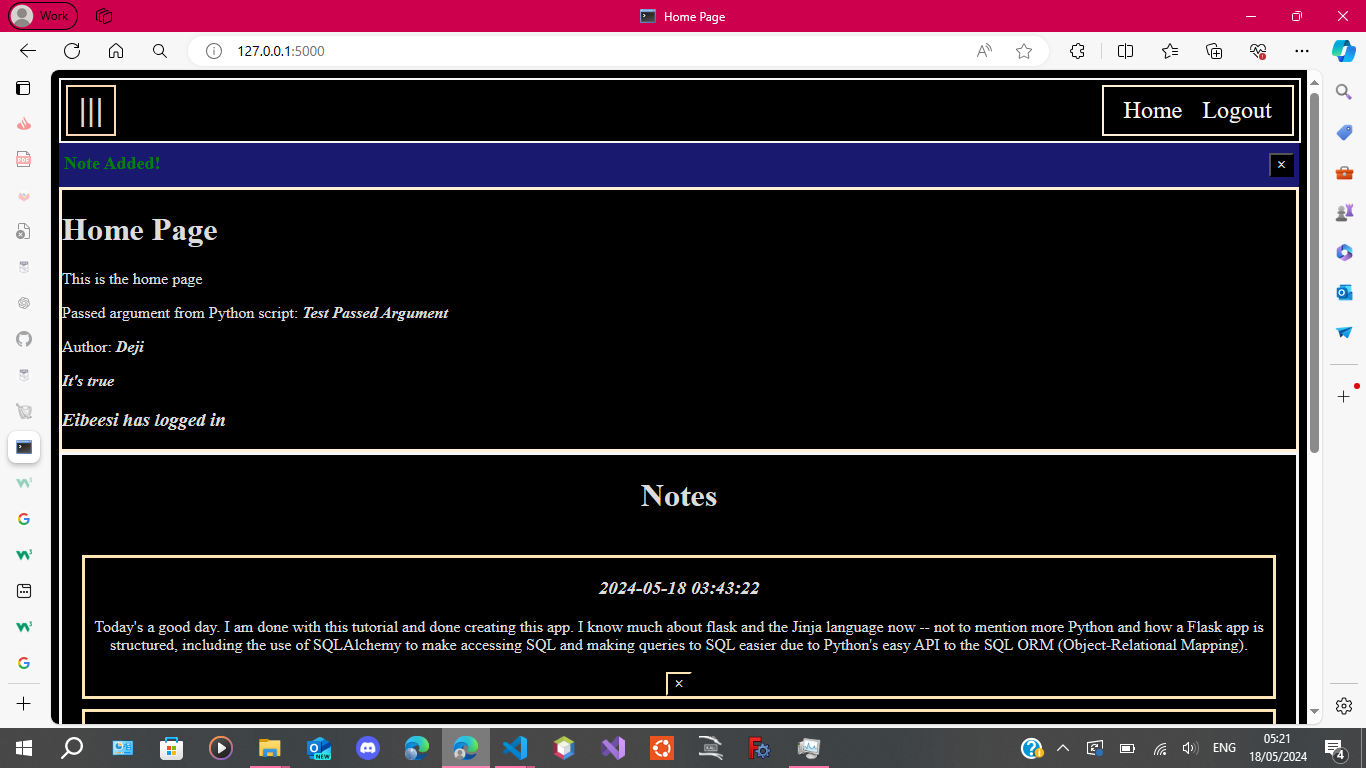 Work
Home Page
127.0.0.1:5000
|||
Home Logout
Note Added!
×
Home Page
This is the home page
Passed argument from Python script: Test Passed Argument
Author: Deji
It's true
Eibeesi has logged in
Notes
2024-05-18 03:43:22
Today's a good day. I am done with this tutorial and done creating this app. I know much about flask and the Jinja language now -- not to mention more Python and how a Flask app is
structured, including the use of SQLAlchemy to make accessing SQL and making queries to SQL easier due to Python's easy API to the SQL ORM (Object-Relational Mapping).
×
ENG
05:21
18/05/2024
4